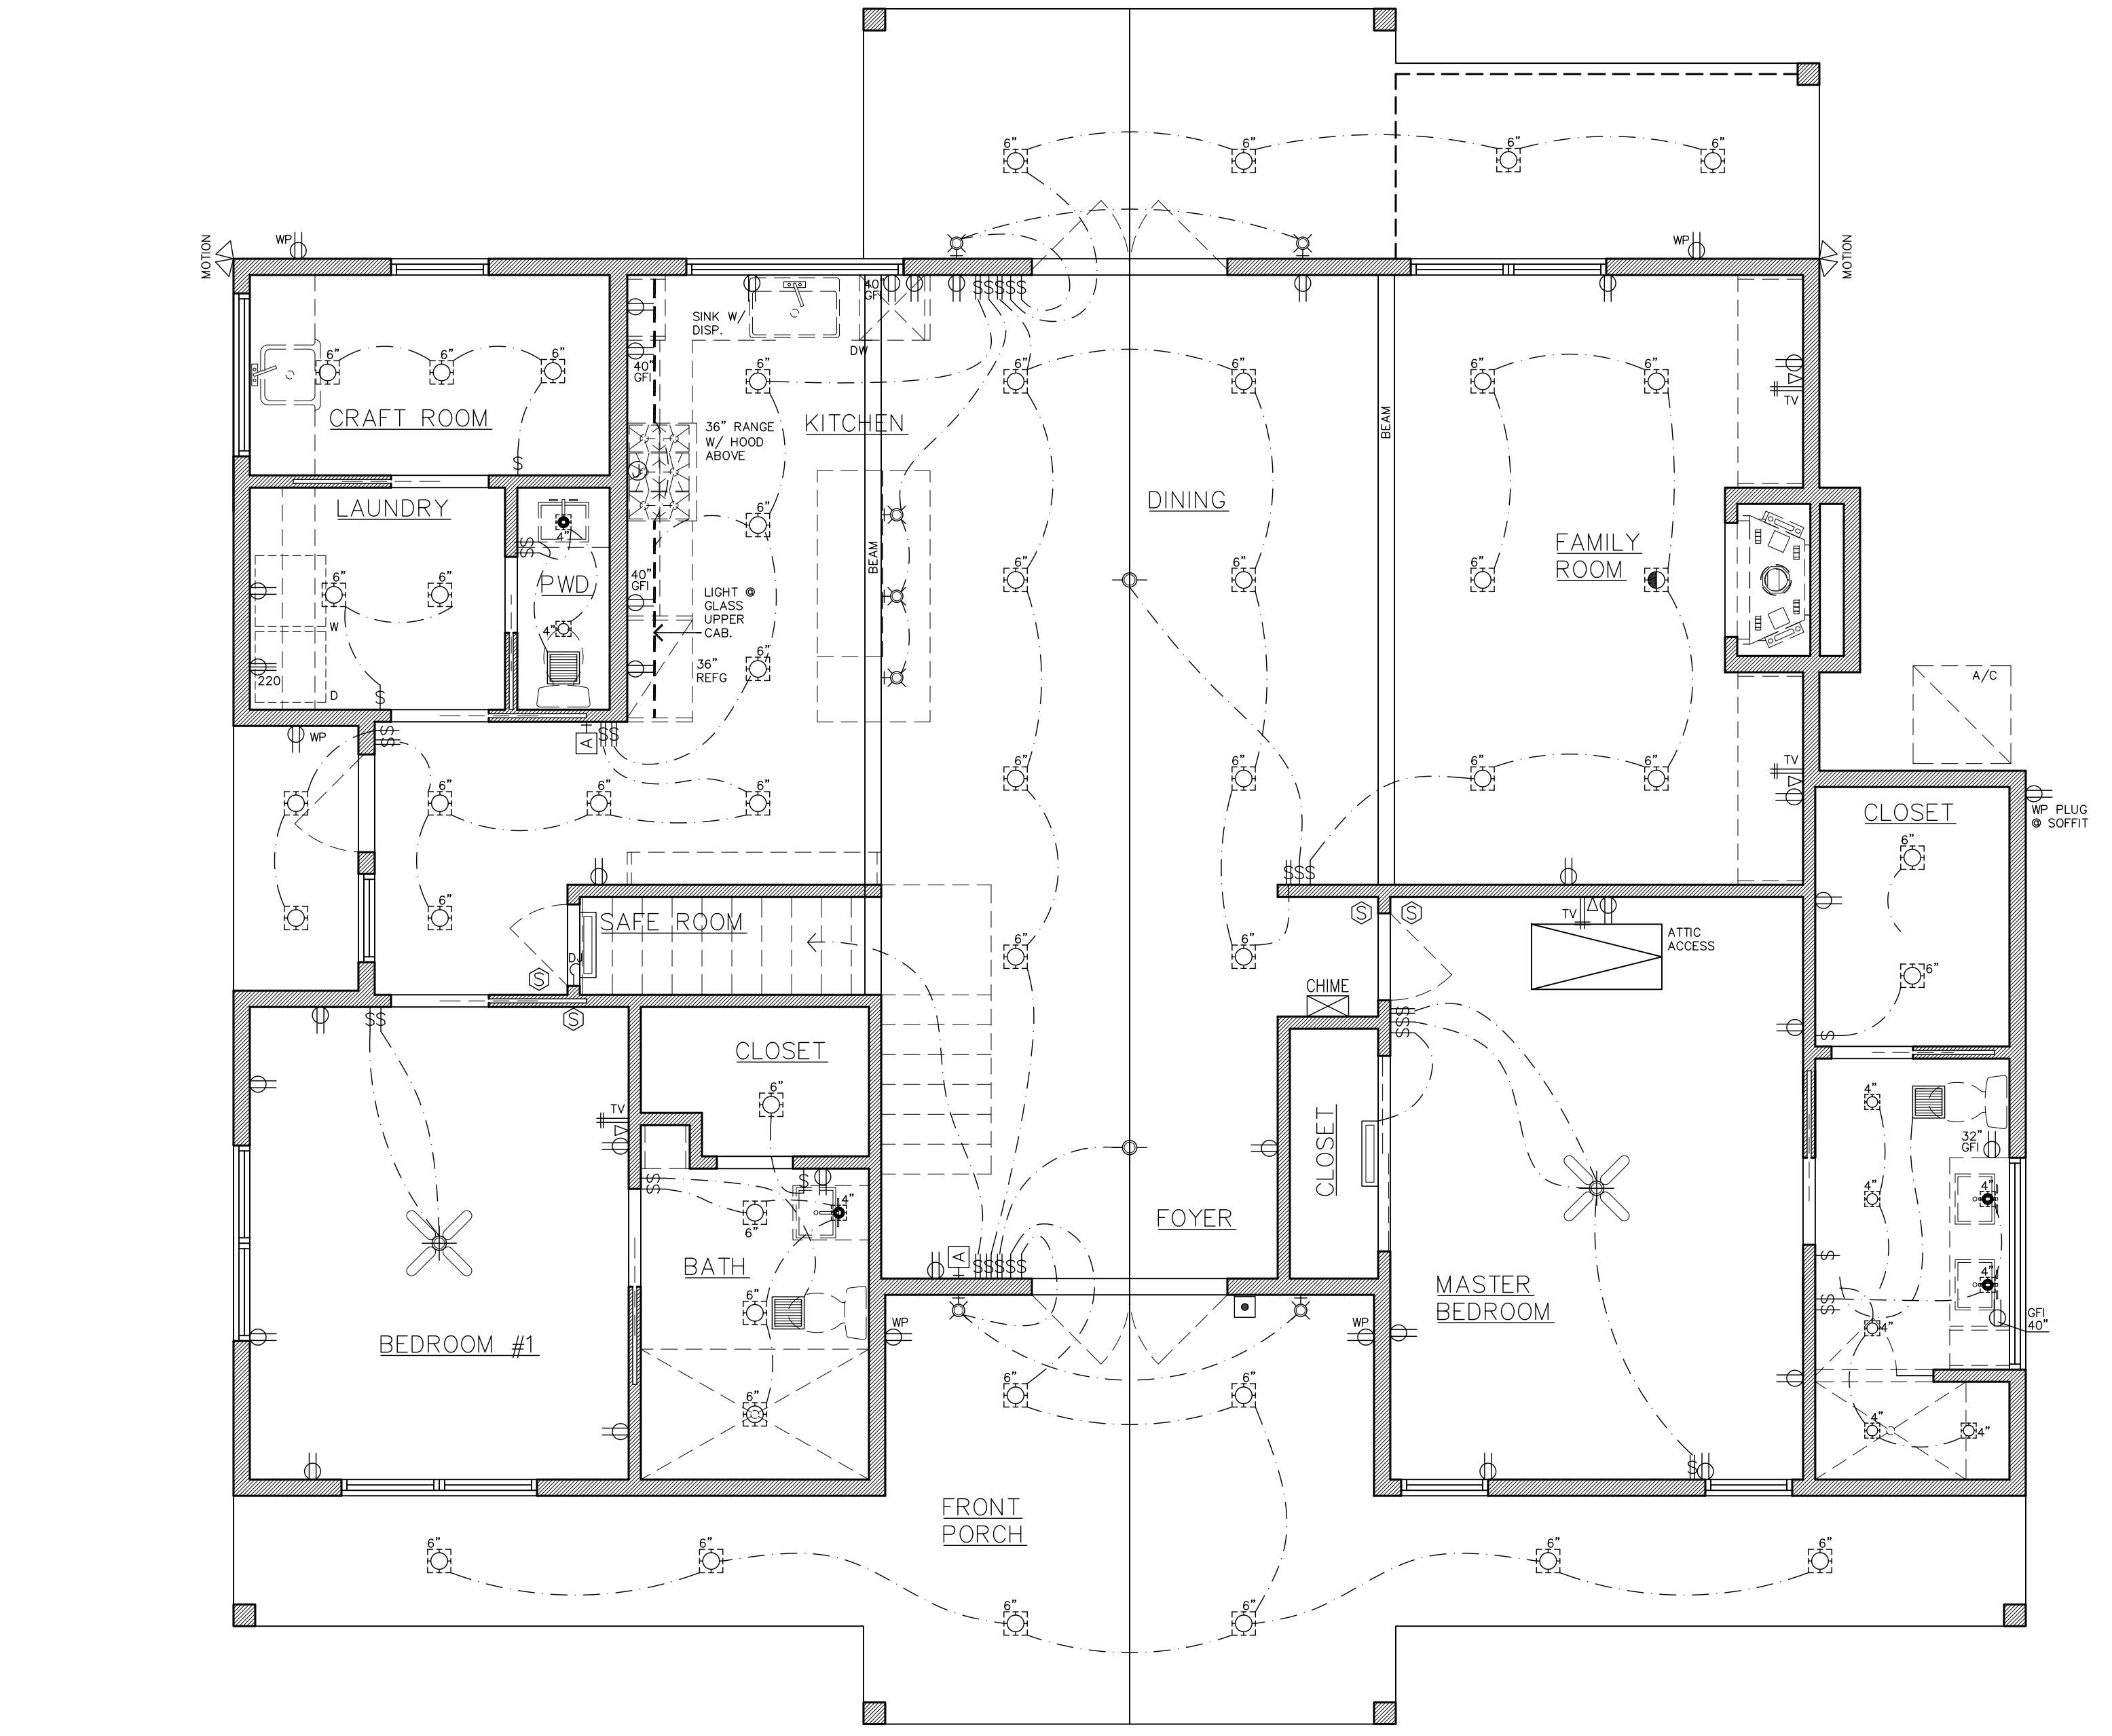 6" 6" 6" 6"
MOTION
WP
WP
MOTION
40"
GFI
SINK W/
DISP.
SSSSS
DW
6" 6" 6"
40"
GFI
6" 6" 6" 6" 6"
TV
CRAFT ROOM
36" RANGE
W/ HOOD
ABOVE
KITCHEN
BEAM
S
J
LAUNDRY
DINING
6"
4"
SS
PWD
BEAM
FAMILY
ROOM
6" 6"
40"
GFI
6" 6" 6"
LIGHT @
GLASS
UPPER
CAB.
4"
W
220
D
S
36"
REFG
6"
A/C
WP
SS
A
SS
6" 6" 6" 6"
TV
6" 6" 6"
WP PLUG
@ SOFFIT
CLOSET
6"
SSS
SAFE ROOM
S
S
TV
ATTIC
ACCESS
6" 6"
DJ
S
6"
CHIME
S
SS
SSS
S
CLOSET
6"
TV
4"
CLOSET
32"
GFI
SS
S
4"
6"
4"
4"
FOYER
BATH
A
SSSSS
S
4"
6"
MASTER
BEDROOM
SS
4"
GFI
40"
BEDROOM #1
WP
WP
6" 6"
6"
4"
4"
S
FRONT
PORCH
6" 6" 6" 6"
6" 6"